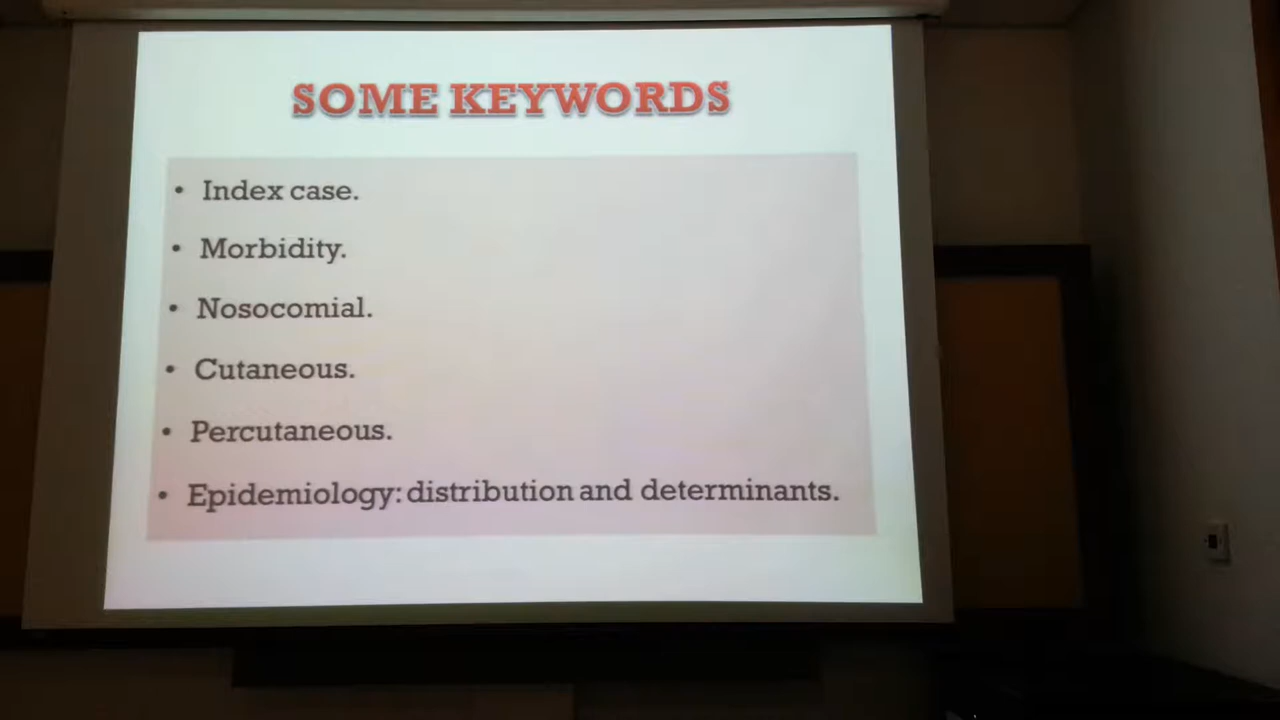 SOME KEYWORDS
• Index case.
• Morbidity.
• Nosocomial.
• Cutaneous.
• Percutaneous.
• Epidemiology: distribution and determinants.